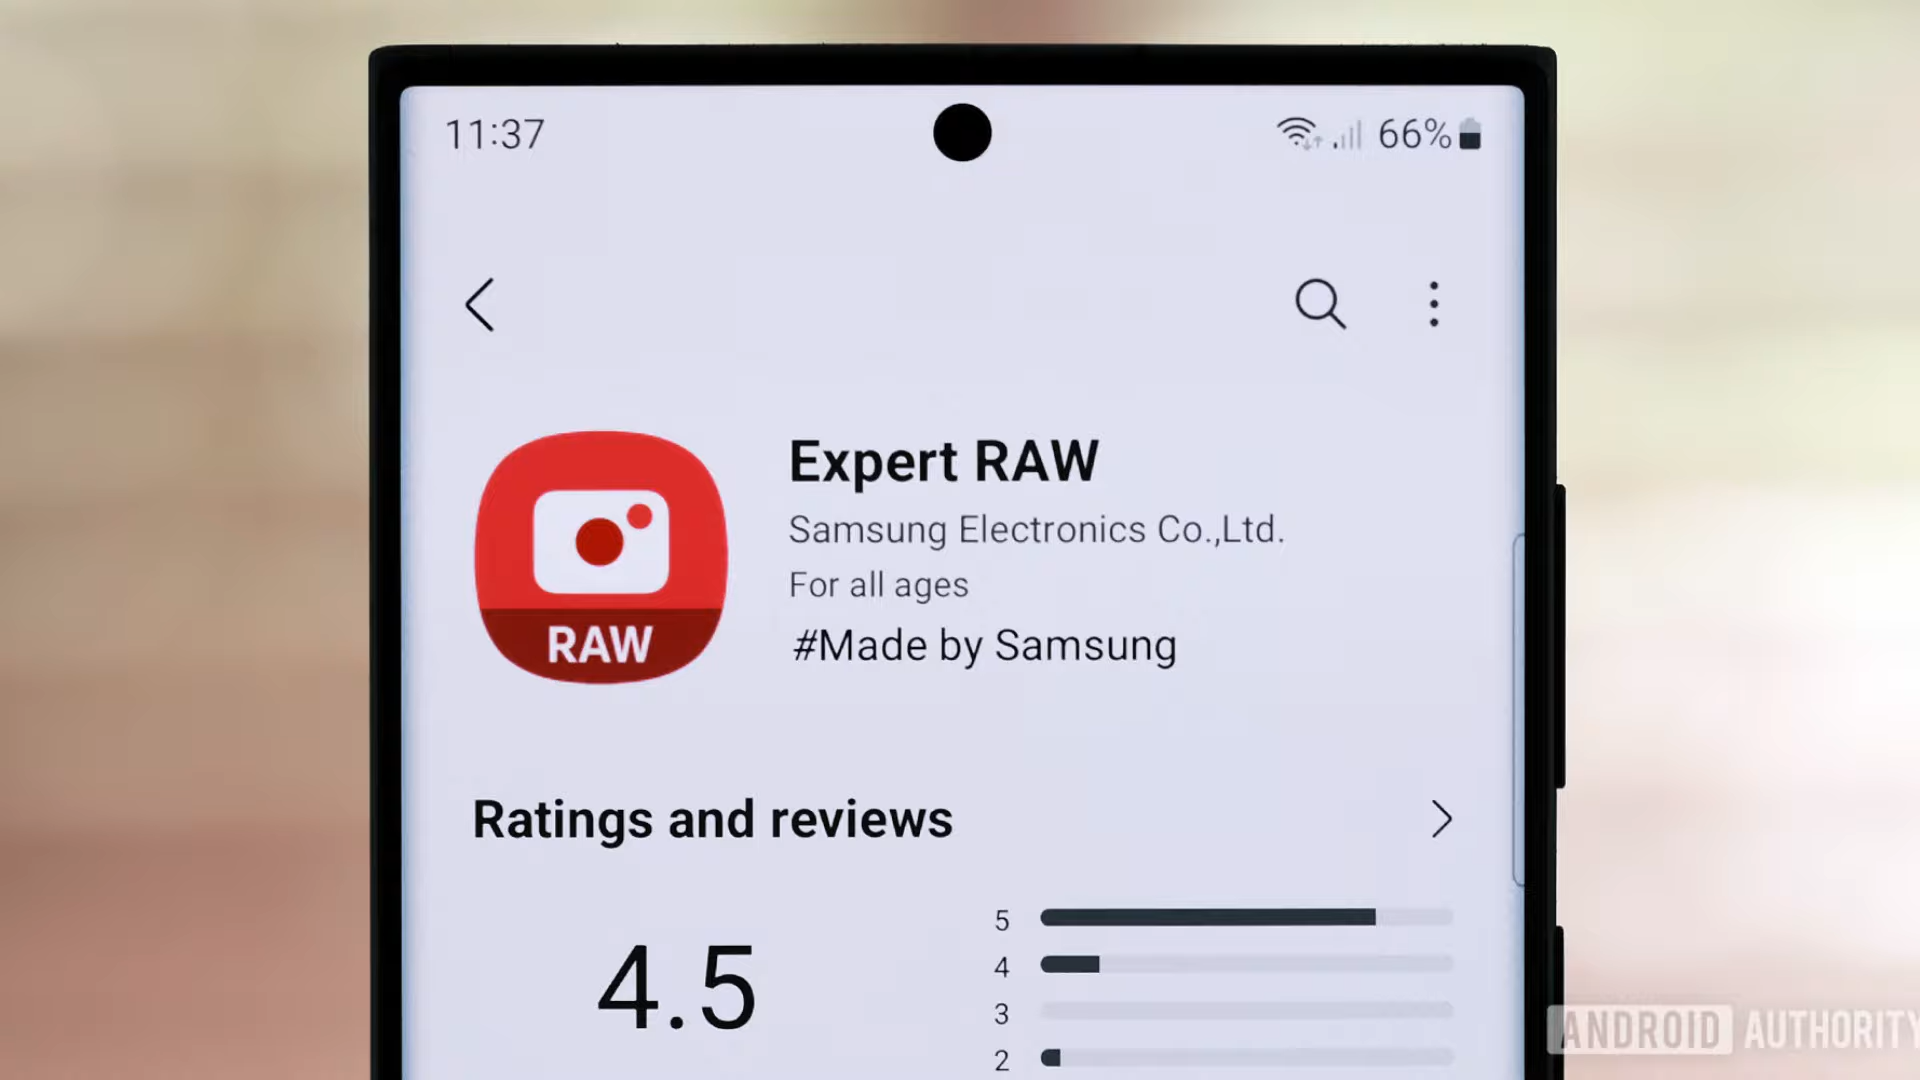 11:37
66%
Expert RAW
Samsung Electronics Co.,Ltd.
For all ages
#Made by Samsung
RAW
Ratings and reviews
4.5
5
4
3
2
ANDROID AUTHORITY